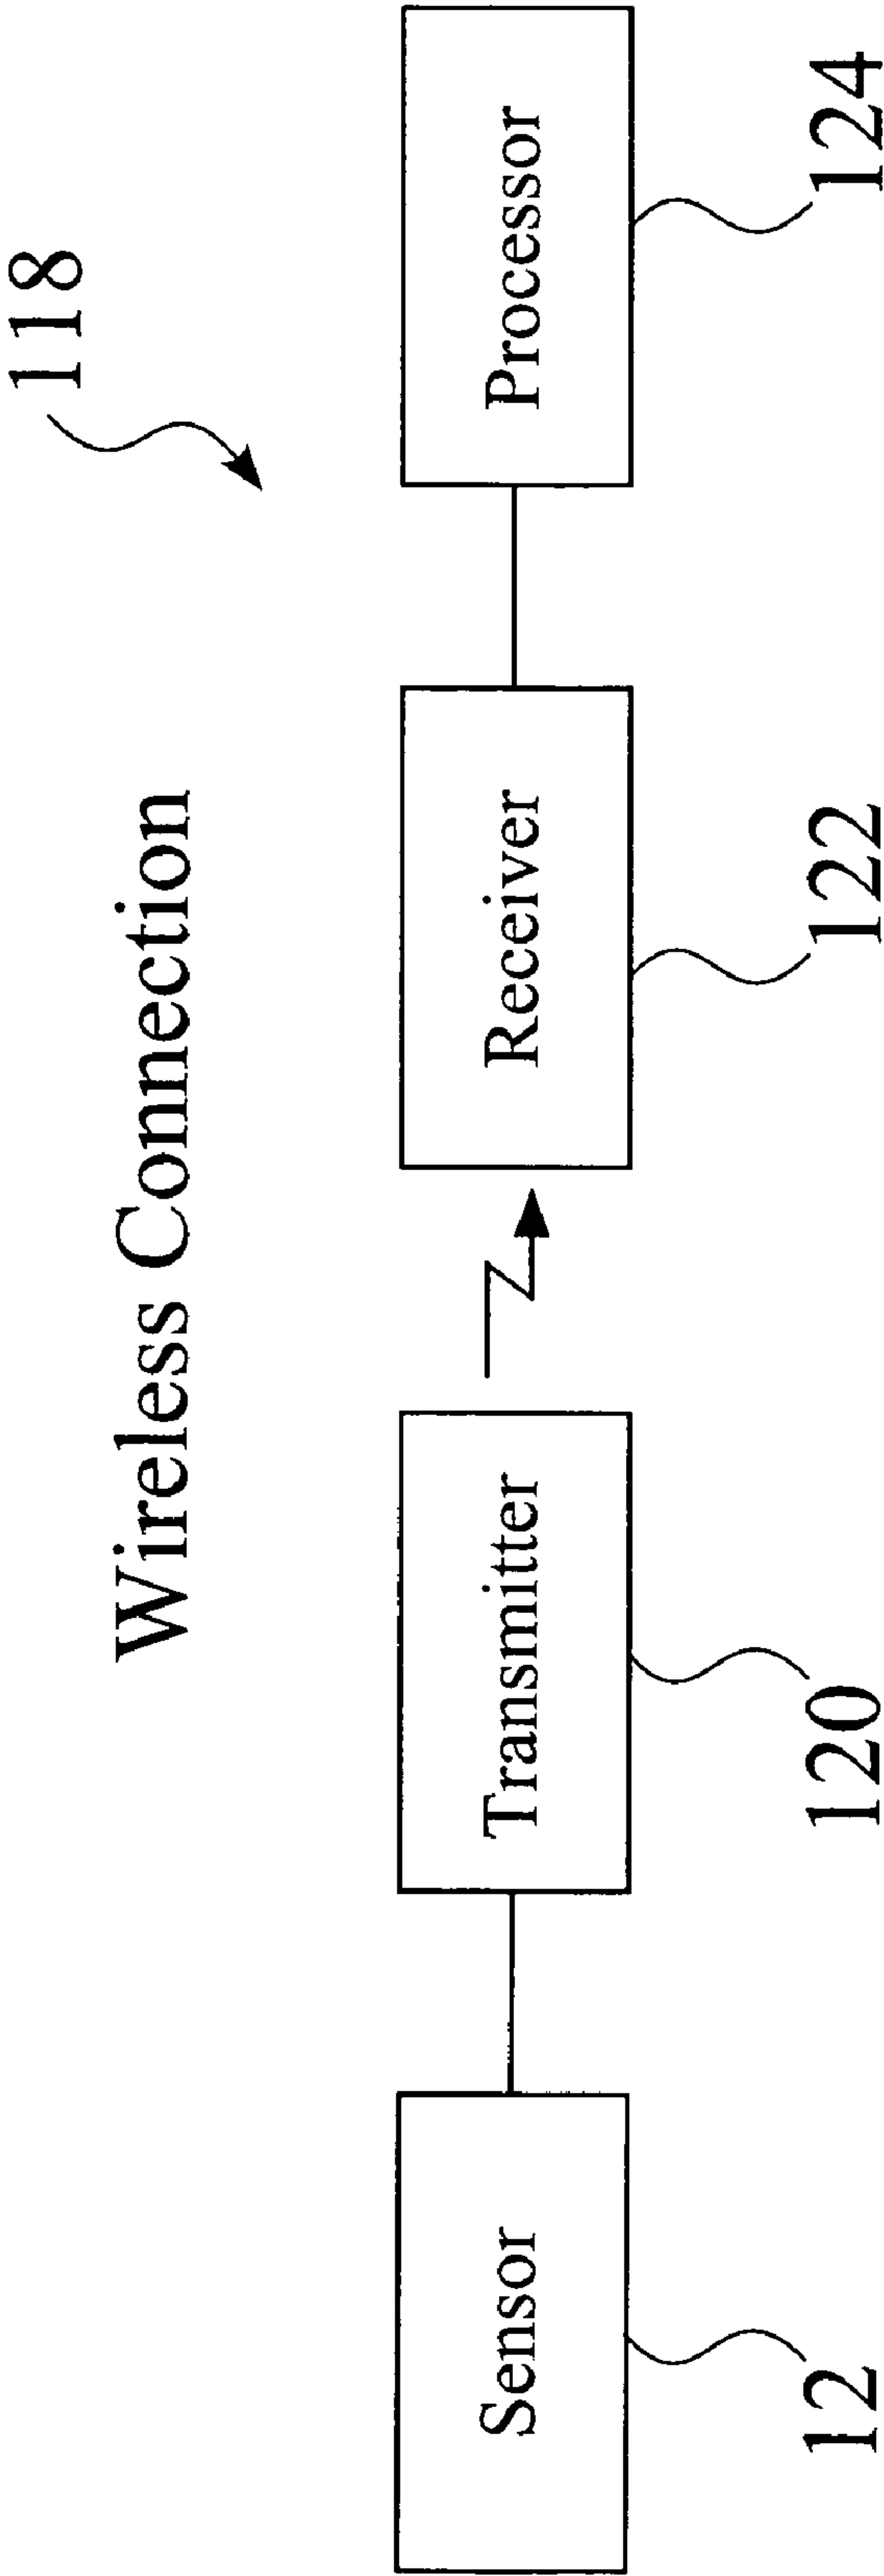 118
Wireless Connection
Sensor
Transmitter
Receiver
Processor
12
120
122
124